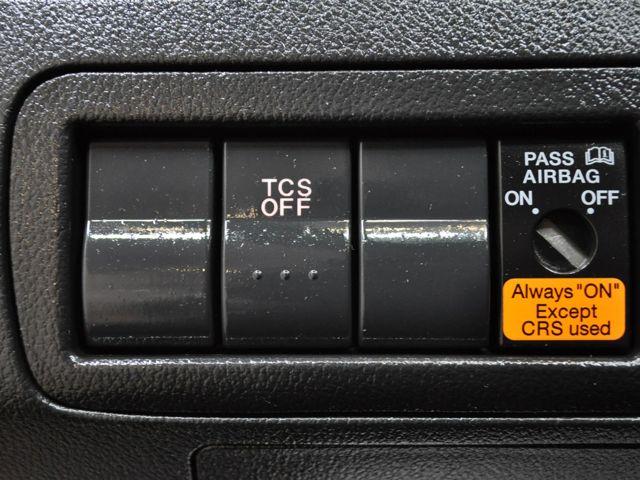 TCS
OFF
PASS
AIRBAG
ON OFF
Always "ON"
Except
CRS used